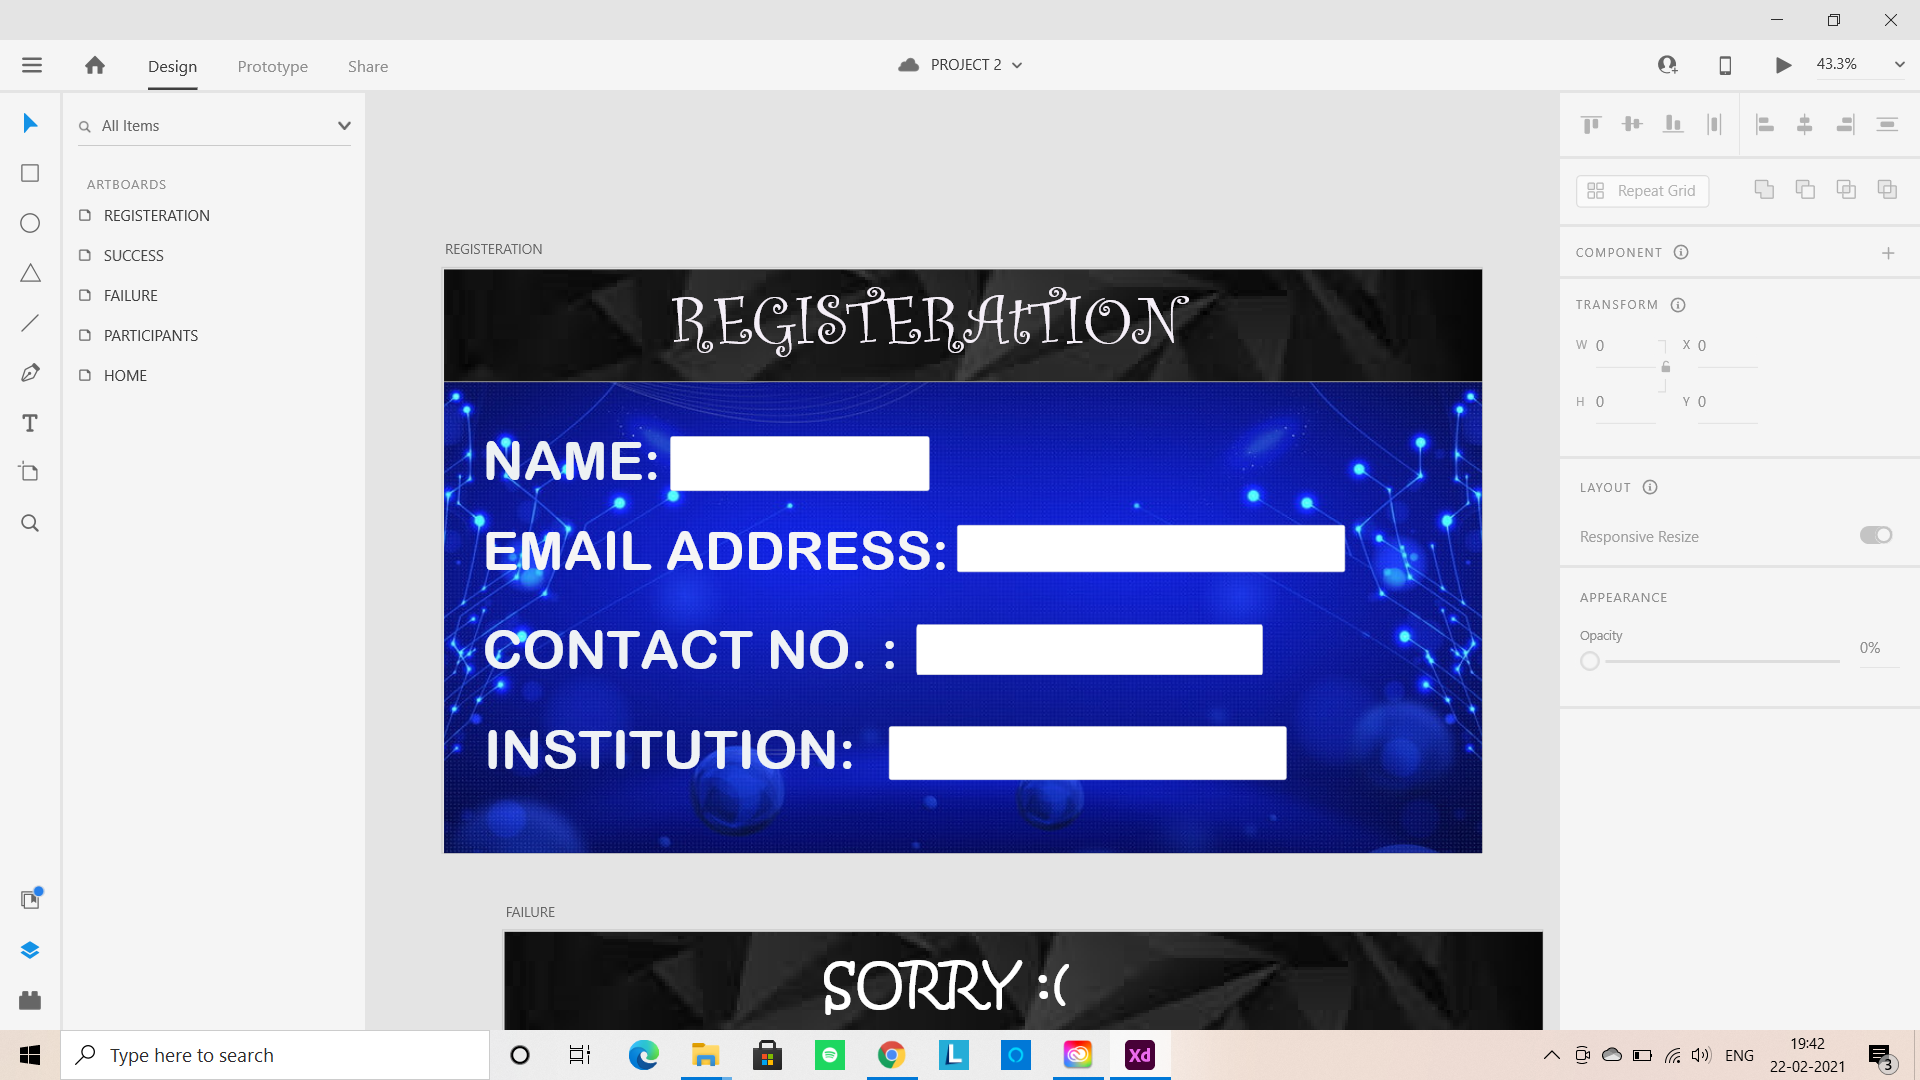 Design Prototype Share
PROJECT 2
43.3%
All Items
ARTBOARDS
REGISTERATION
SUCCESS
FAILURE
PARTICIPANTS
HOME
REGISTERATION
REGISTERAtTION
NAME:
EMAIL ADDRESS:
CONTACT NO. :
INSTITUTION:
FAILURE
SORRY :(
Repeat Grid
COMPONENT
TRANSFORM
W 0 X 0
H 0 Y 0
LAYOUT
Responsive Resize
APPEARANCE
Opacity
0%
Type here to search
L
Xd
ENG
19:42
22-02-2021
3